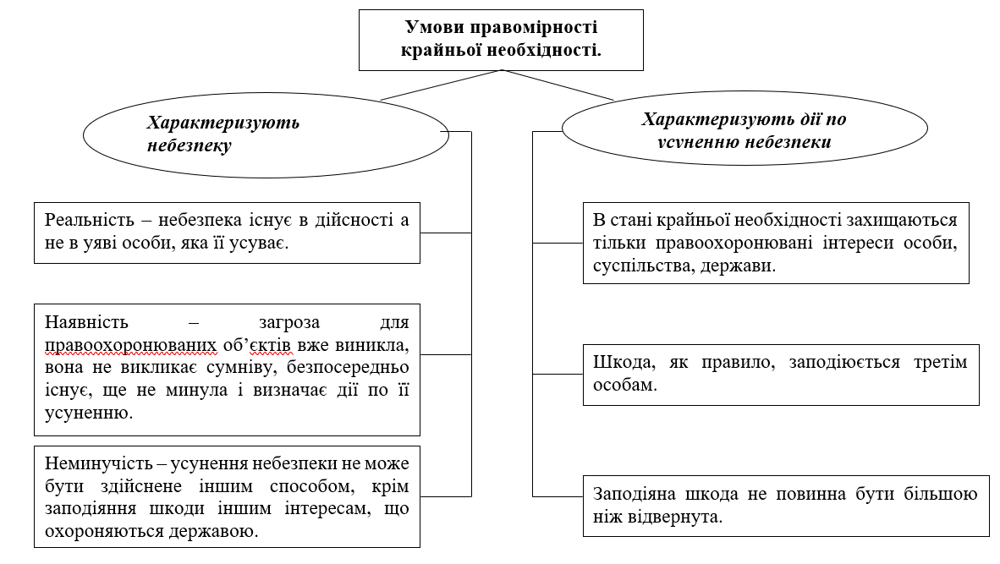 Умови правомірності
крайньої необхідності.
Характеризують
небезпеку
Реальність – небезпека існує в дійсності а
не в уяві особи, яка її усуває.
Наявність – загроза для
правоохоронюваних об’єктів вже виникла,
вона не викликає сумніву, безпосередньо
існує, ще не минула і визначає дії по її
усуненню.
Неминучість – усунення небезпеки не може
бути здійснене іншим способом, крім
заподіяння шкоди іншим інтересам, що
охороняються державою.
Характеризують дії по
усуненню небезпеки
В стані крайньої необхідності захищаються
тільки правоохоронювані інтереси особи,
суспільства, держави.
Шкода, як правило, заподіюється третім
особам.
Заподіяна шкода не повинна бути більшою
ніж відвернута.